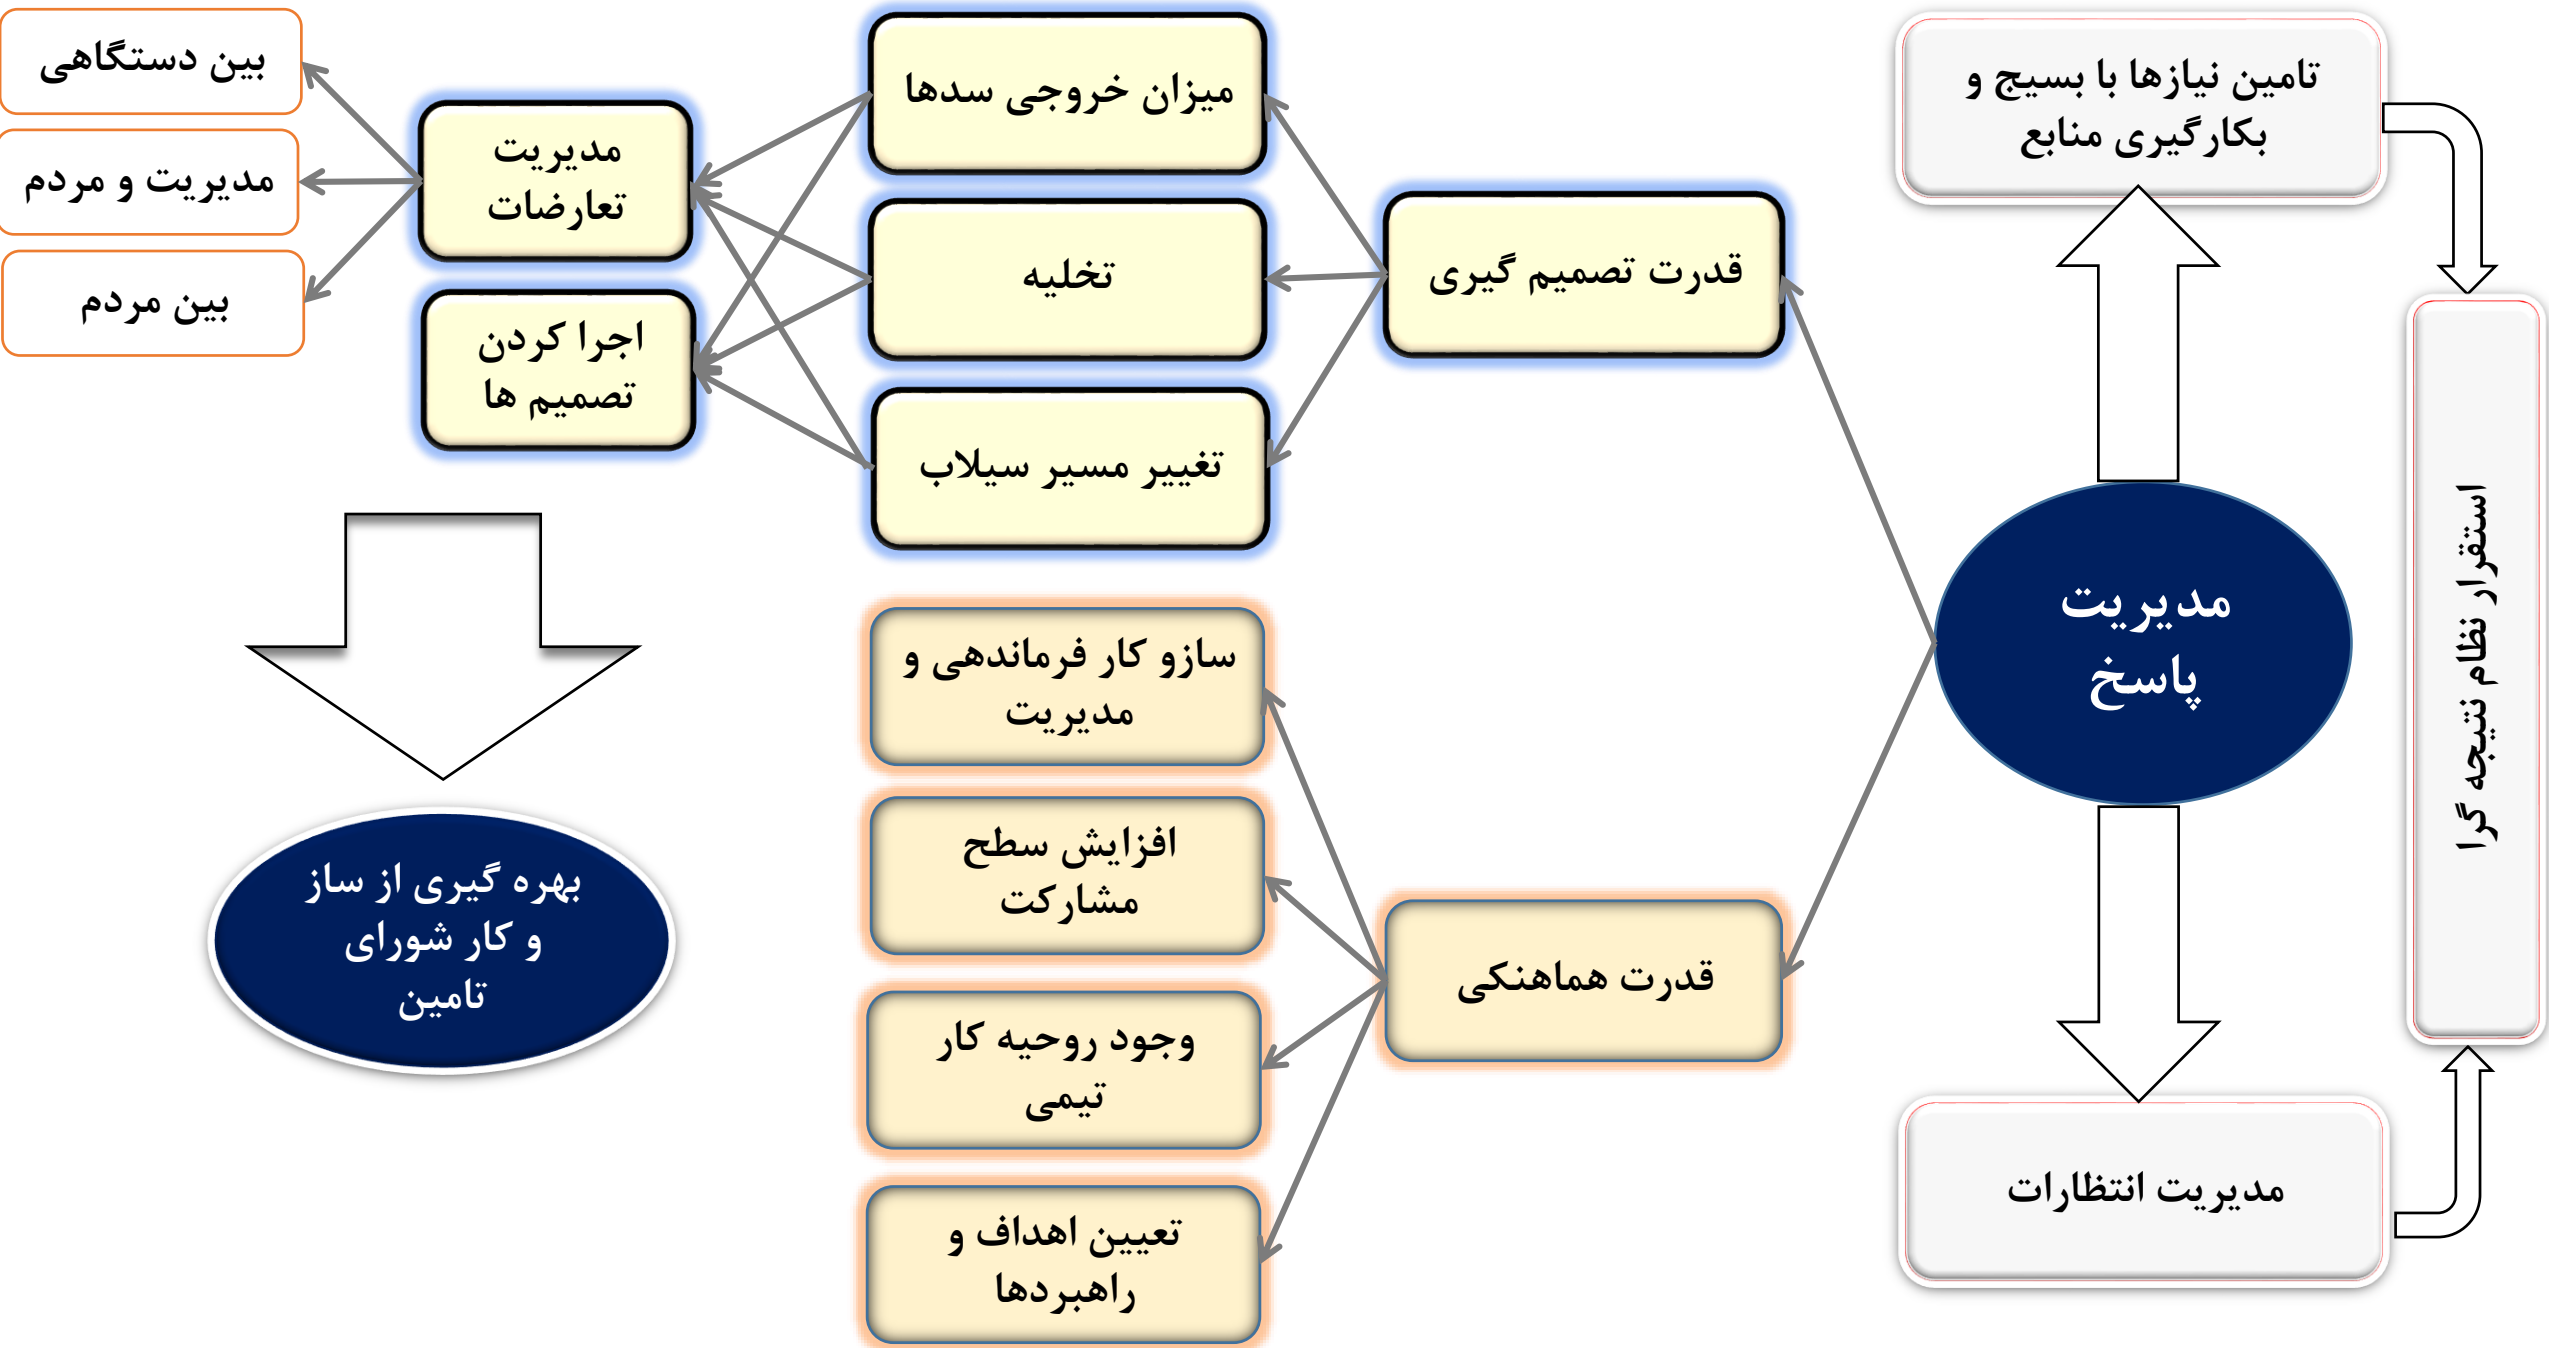 تامین نیازها با بسیج و
بکارگیری منابع
استقرار نظام نتیجه گرا
مدیریت
پاسخ
مدیریت انتظارات
قدرت تصمیم گیری
میزان خروجی سدها
تخلیه
تغییر مسیر سیلاب
مدیریت
تعارضات
اجرا کردن
تصمیم ها
بین دستگاهی
مدیریت و مردم
بین مردم
بهره گیری از ساز
و کار شورای
تامین
قدرت هماهنکی
سازو کار فرماندهی و
مدیریت
افزایش سطح
مشارکت
وجود روحیه کار
تیمی
تعیین اهداف و
راهبردها